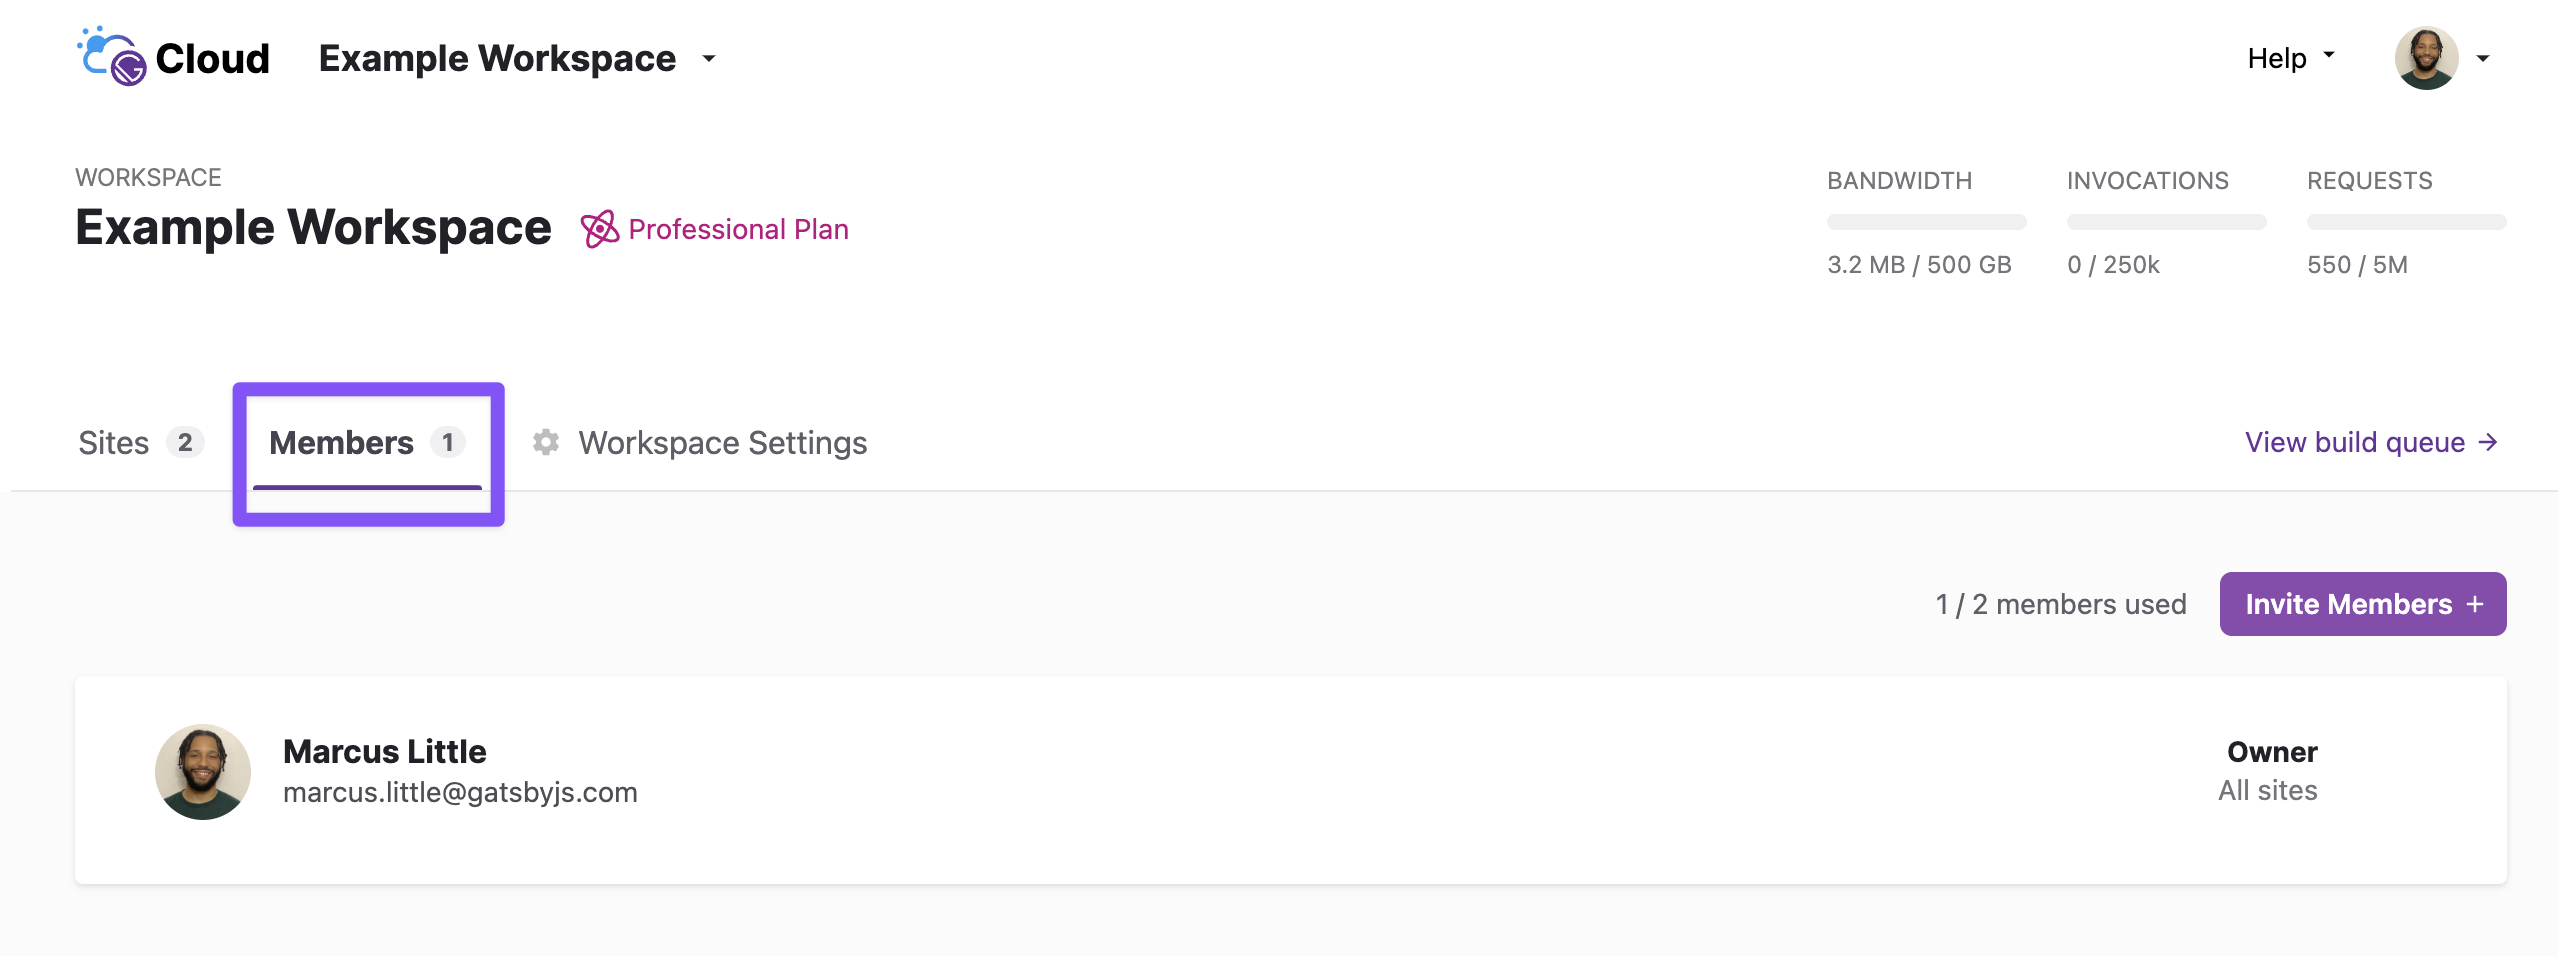 Cloud
Example Workspace
Help
WORKSPACE
Example Workspace
Professional Plan
BANDWIDTH
3.2 MB / 500 GB
INVOCATIONS
0 / 250k
REQUESTS
550 / 5M
Sites 2
Members 1
Workspace Settings
View build queue →
1 / 2 members used
Invite Members +
Marcus Little
marcus.little@gatsbyjs.com
Owner
All sites